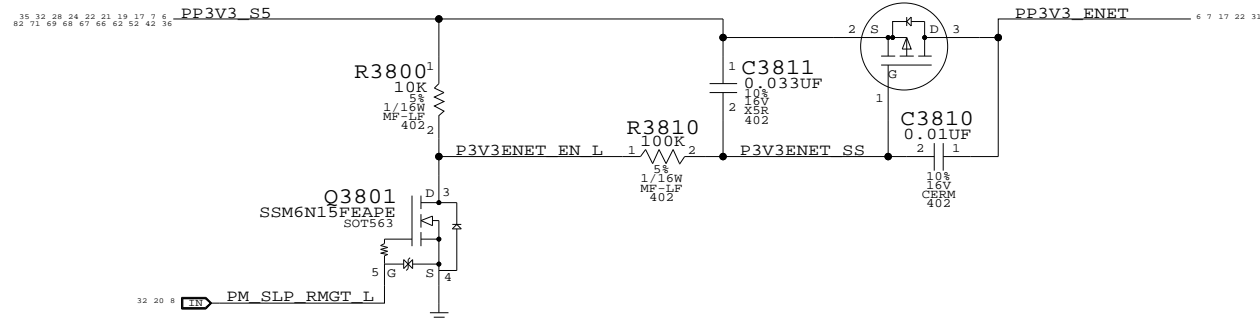 35 32 28 24 22 21 19 17 7 6
82 71 69 68 67 66 62 52 42 36
PP3V3_S5
PP3V3_ENET
6 7 17 22 31
2 S D 3
G
1
R3800
1
10K
5%
1/16W
MF-LF
402
2
1
C3811
0.033UF
10%
16V
X5R
402
2
C3810
0.01UF
2 1
10%
16V
CERM
402
R3810
100K
1 2
5%
1/16W
MF-LF
402
P3V3ENET_EN_L
P3V3ENET_SS
Q3801
SSM6N15FEAPE
SOT563
D 3
5 G S 4
32 20 8 IN PM_SLP_RMGT_L